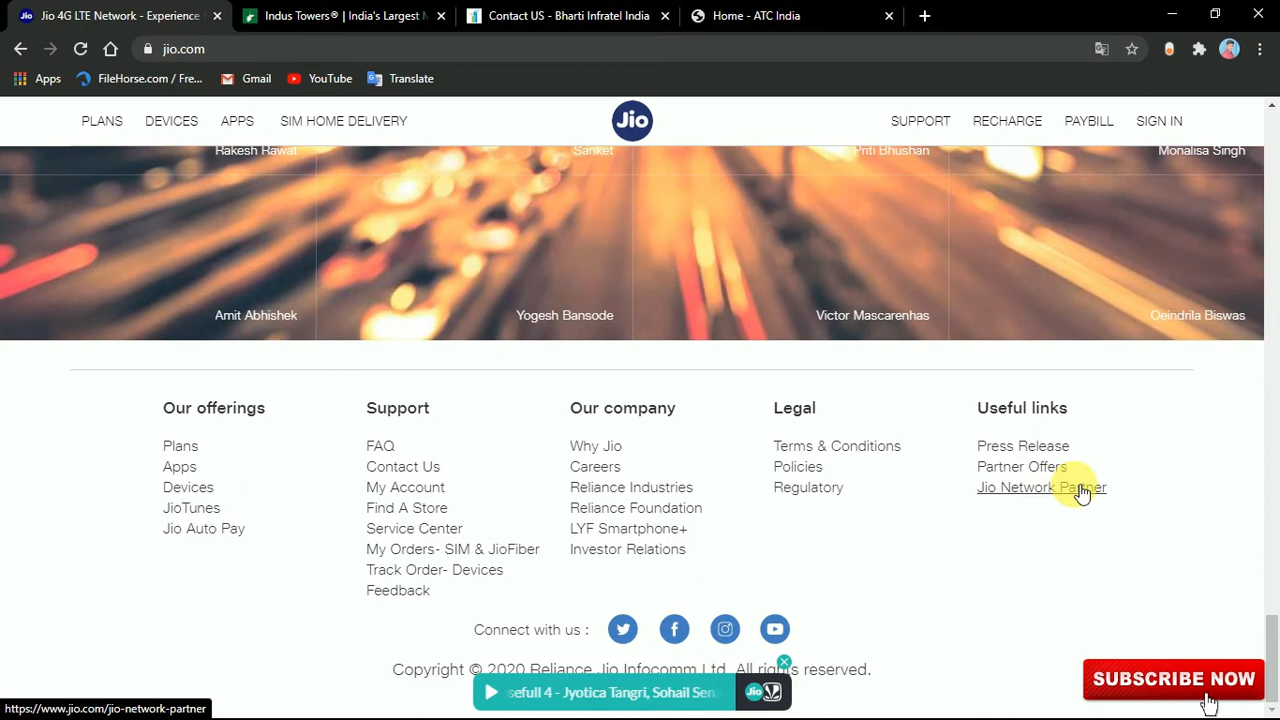 Jio 4G LTE Network - Experience
Indus Towers® | India's Largest M
Contact US - Bharti Infratel India
Home - ATC India
jio.com
Apps
FileHorse.com / Fre...
Gmail
YouTube
Translate
PLANS
DEVICES
APPS
SIM HOME DELIVERY
Jio
SUPPORT
RECHARGE
PAYBILL
SIGN IN
Rakesh Rawat
Sanket
Priti Bhushan
Monalisa Singh
Amit Abhishek
Yogesh Bansode
Victor Mascarenhas
Oeindrila Biswas
Our offerings
Plans
Apps
Devices
JioTunes
Jio Auto Pay
Support
FAQ
Contact Us
My Account
Find A Store
Service Center
My Orders- SIM & JioFiber
Track Order- Devices
Feedback
Our company
Why Jio
Careers
Reliance Industries
Reliance Foundation
LYF Smartphone+
Investor Relations
Legal
Terms & Conditions
Policies
Regulatory
Useful links
Press Release
Partner Offers
Jio Network Partner
Connect with us :
Copyright © 2020 Reliance Jio Infocomm Ltd. All rights reserved.
sefull 4 - Jyotica Tangri, Sohail Sen
Jio
SUBSCRIBE NOW
https://www.jio.com/jio-network-partner